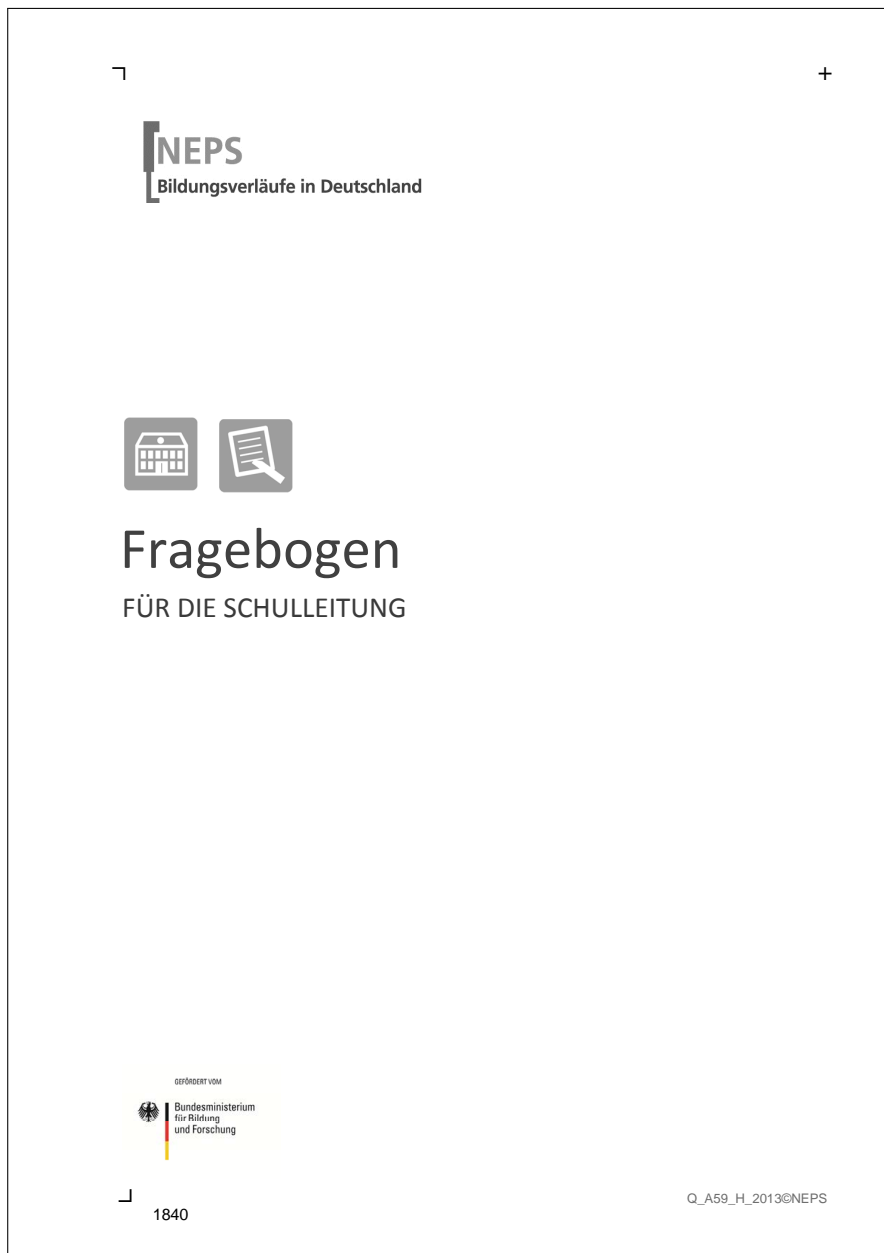 NEPS
Bildungsverläufe in Deutschland
Fragebogen
FÜR DIE SCHULLEITUNG
GEFÖRDERT VOM
Bundesministerium
für Bildung
und Forschung
Q_A59_H_2013©NEPS
1840